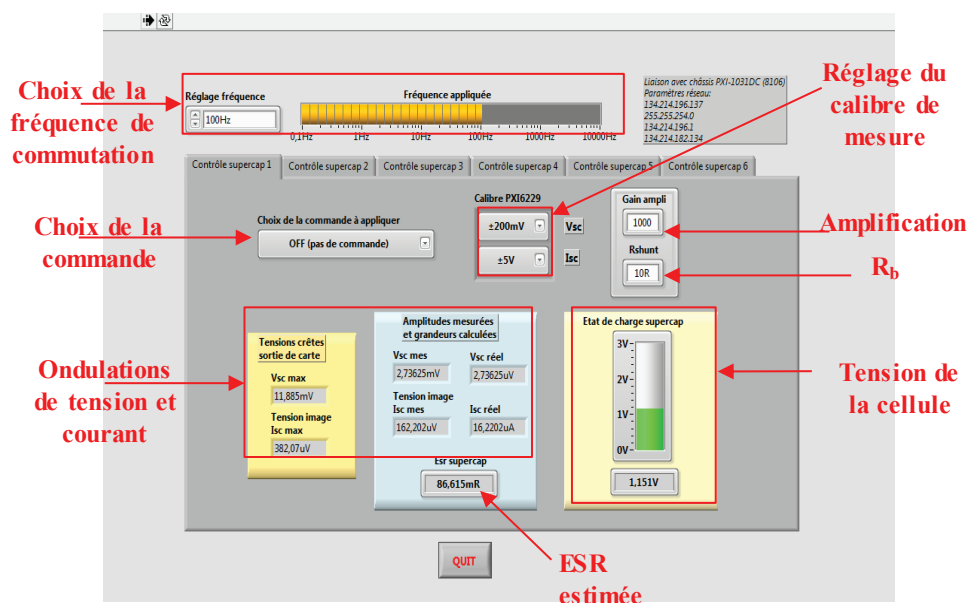 Choix de la
fréquence de
commutation
Réglage fréquence
100Hz
Fréquence appliquée
0,1Hz 1Hz 10Hz 100Hz 1000Hz 10000Hz
Liaison avec châssis PXI-1031DC (8106)
Paramètres réseau:
134.214.196.137
255.255.254.0
134.214.196.1
134.214.182.134
Réglage du
calibre de
mesure
Contrôle supercap 1 Contrôle supercap 2 Contrôle supercap 3 Contrôle supercap 4 Contrôle supercap 5 Contrôle supercap 6
Choix de la
commande
Choix de la commande à appliquer
OFF (pas de commande)
Calibre PXI6229
±200mV Vsc
±5V Isc
Gain ampli
1000
Rshunt
10R
Amplification
Rb
Ondulations
de tension et
courant
Tensions crêtes
sortie de carte
Vsc max
11,885mV
Tension image
Isc max
382,07uV
Amplitudes mesurées
et grandeurs calculées
Vsc mes Vsc réel
2,73625mV 2,73625uV
Tension image
Isc mes Isc réel
162,202uV 16,2202uA
Esr supercap
86,615mR
Etat de charge supercap
3V
2V
1V
0V
1,151V
Tension de
la cellule
QUIT
ESR
estimée